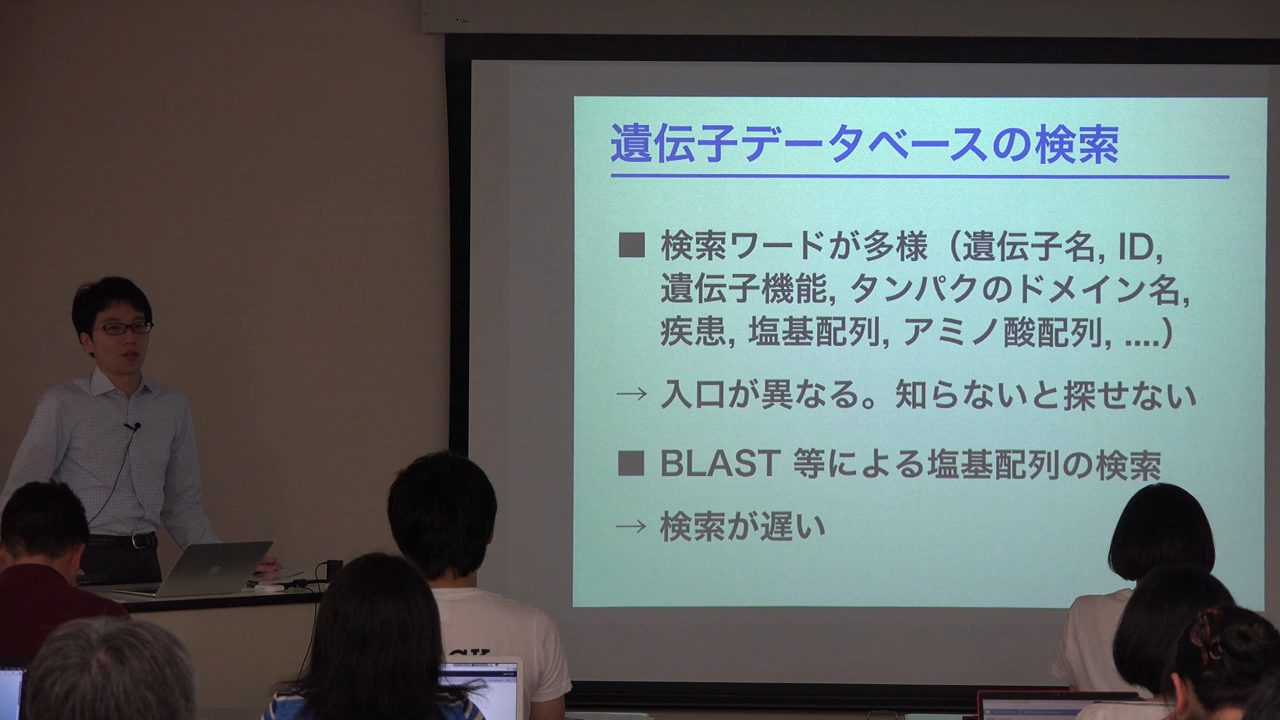 遺伝子データベースの検索
■ 検索ワードが多様（遺伝子名, ID,
遺伝子機能, タンパクのドメイン名,
疾患, 塩基配列, アミノ酸配列, ....）
→ 入口が異なる。知らないと探せない
■ BLAST 等による塩基配列の検索
→ 検索が遅い